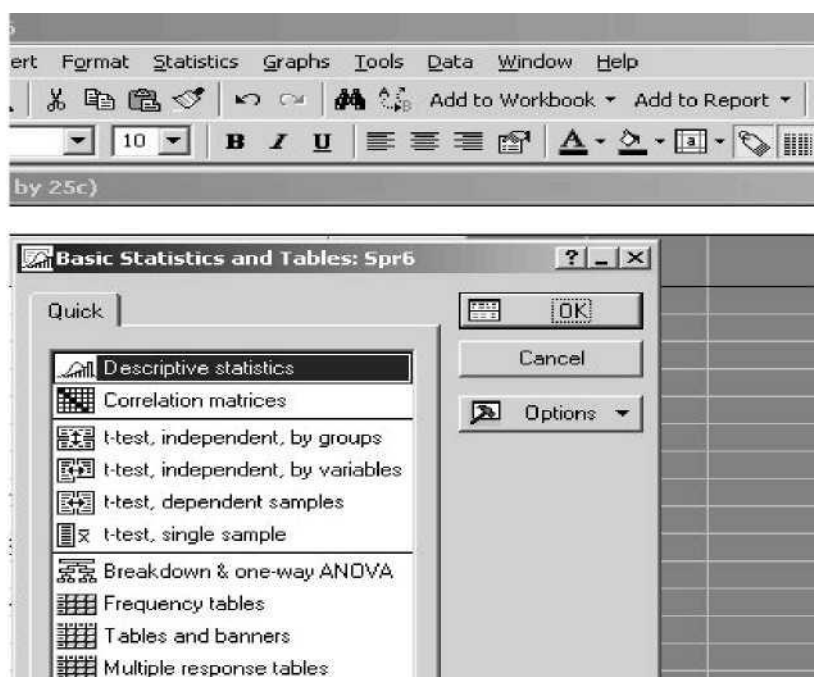 ert Format Statistics Graphs Tools Data Window Help
Add to Workbook Add to Report
10 B I U A a
by 25c)
Basic Statistics and Tables: Spr6 ? _ X
Quick
OK
Descriptive statistics
Cancel
Correlation matrices
Options
t-test, independent, by groups
t-test, independent, by variables
t-test, dependent samples
t-test, single sample
Breakdown & one-way ANOVA
Frequency tables
Tables and banners
Multiple response tables